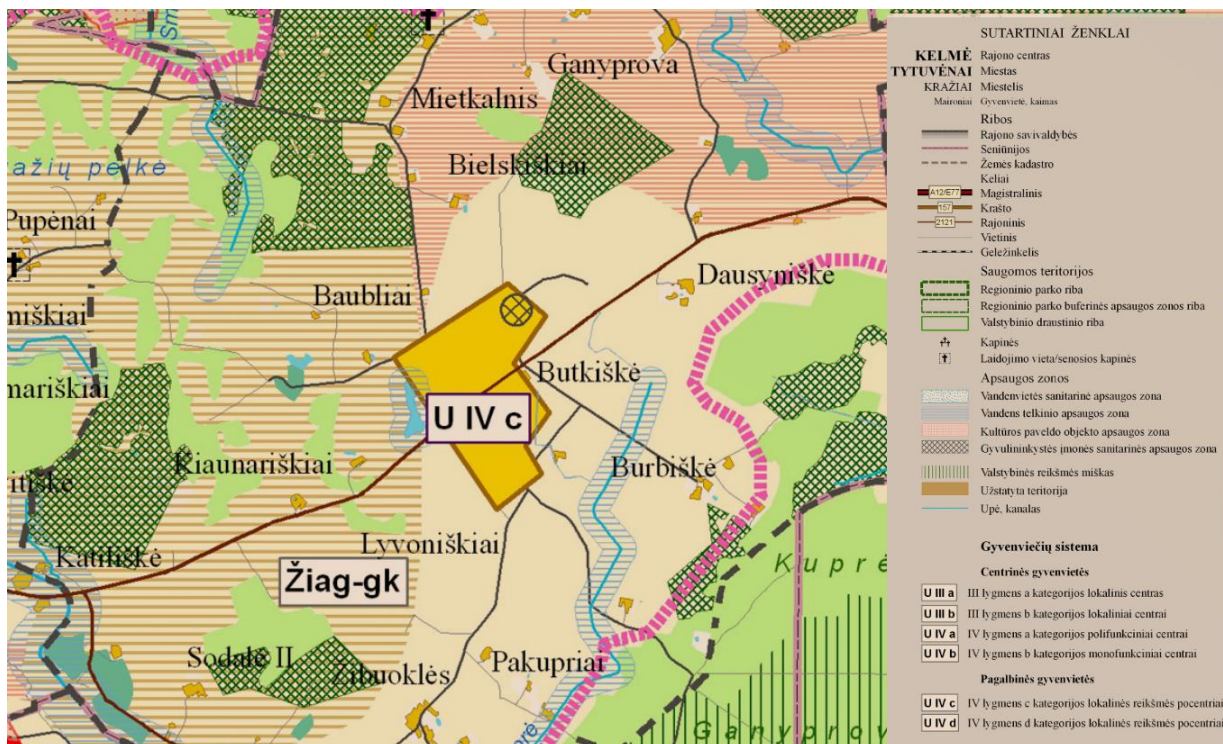 Ganyprova
Mietkalnis
Bielskiškiai
ažių pelkė
Pupėnai
Dausyniškė
Baubliai
niškiai
Butkiškė
mariškiai
U IV c
Kiaunariškiai
Burbiškė
itiškė
Lyvoniškiai
Katiliškė
Kuprė
Žiag-gk
Sodalė II
Žibuoklės
Pakupriai
Ganyprov
SUTARTINIAI ŽENKLAI
KELMĖ Rajono centras
TYTUVĖNAI Miestas
KRAŽIAI Miestelis
Maironiai Gyvenvietė, kaimas
Ribos
Rajono savivaldybės
Seniūnijos
Žemės kadastro
Keliai
A12/E77 Magistralinis
157 Krašto
2121 Rajoninis
Vietinis
Geležinkelis
Saugomos teritorijos
Regioninio parko riba
Regioninio parko buferinės apsaugos zonos riba
Valstybinio draustinio riba
Kapinės
Laidojimo vieta/senosios kapinės
Apsaugos zonos
Vandenvietės sanitarinė apsaugos zona
Vandens telkinio apsaugos zona
Kultūros paveldo objekto apsaugos zona
Gyvulininkystės įmonės sanitarinės apsaugos zona
Valstybinės reikšmės miškas
Užstatyta teritorija
Upė, kanalas
Gyvenviečių sistema
Centrinės gyvenvietės
U III a III lygmens a kategorijos lokalinis centras
U III b III lygmens b kategorijos lokaliniai centrai
U IV a IV lygmens a kategorijos polifunkciniai centrai
U IV b IV lygmens b kategorijos monofunkciniai centrai
Pagalbinės gyvenvietės
U IV c IV lygmens c kategorijos lokalinės reikšmės pocentriai
U IV d IV lygmens d kategorijos lokalinės reikšmės pocentriai